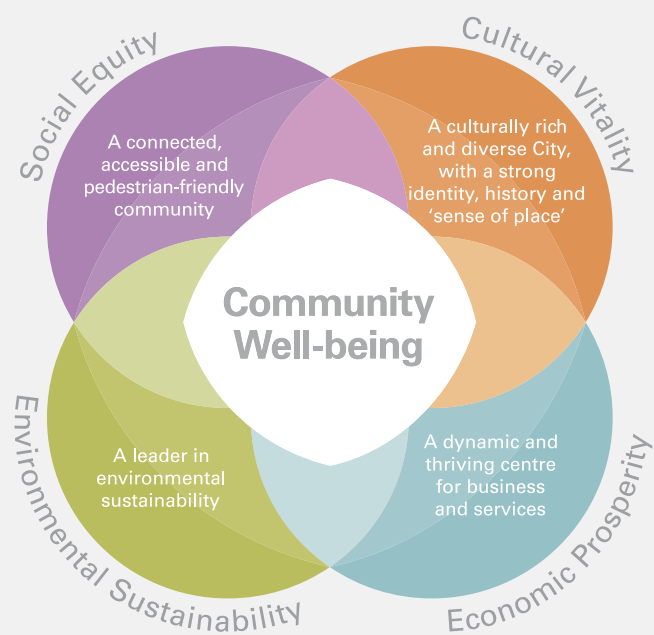 Social Equity
Cultural Vitality
A connected,
accessible and
pedestrian-friendly
community
A culturally rich
and diverse City,
with a strong
identity, history and
‘sense of place’
Community
Well-being
A leader in
environmental
sustainability
A dynamic and
thriving centre
for business
and services
Environmental Sustainability
Economic Prosperity